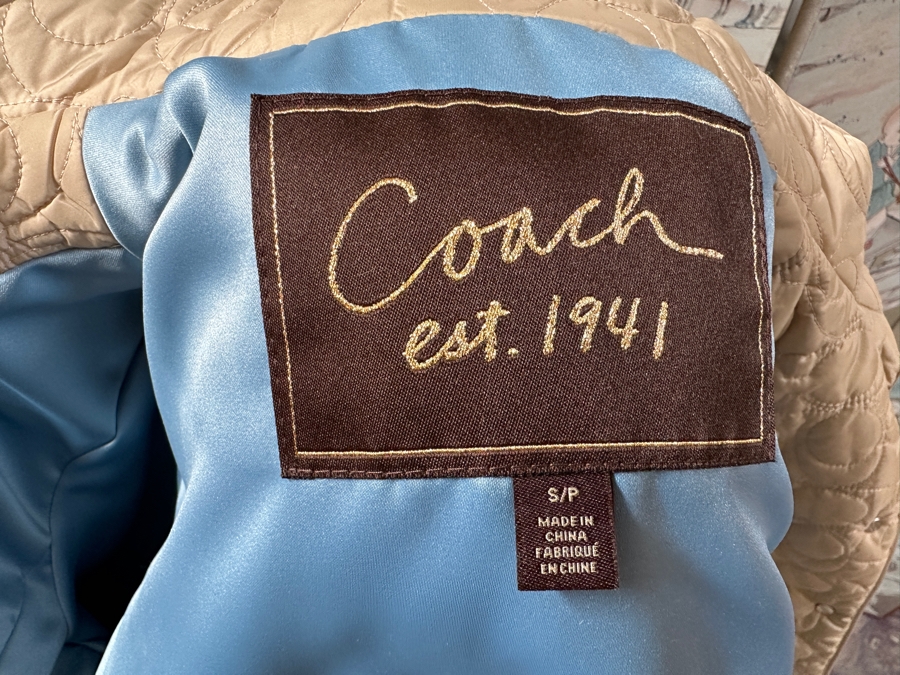 Coach
est. 1941
S/P
MADE IN
CHINA
FABRIQUÉ
EN CHINE